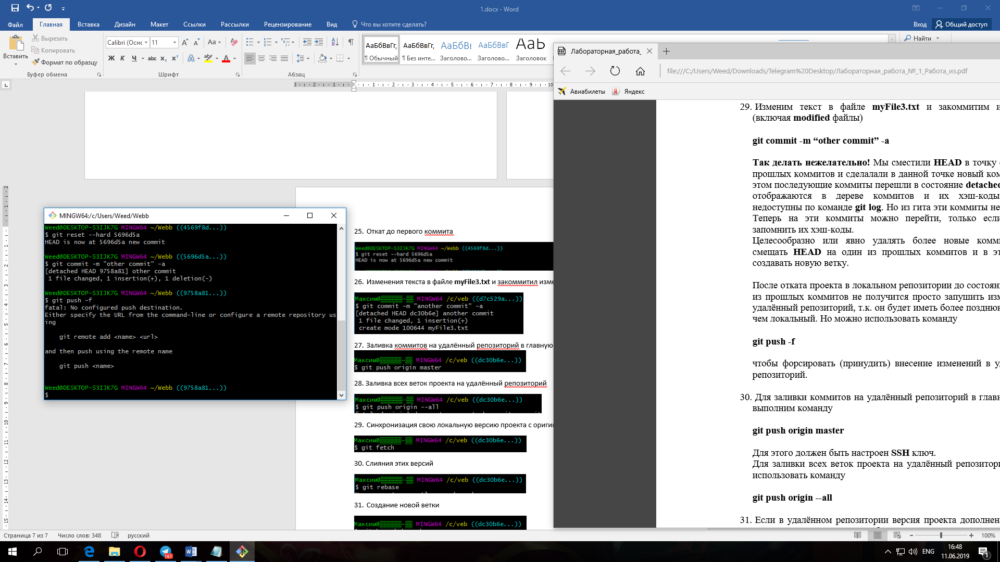 1.docx - Word
Файл
Главная
Вставка
Дизайн
Макет
Ссылки
Рассылки
Рецензирование
Вид
Что вы хотите сделать?
Вход
Общий доступ
Вставить
Вырезать
Копировать
Формат по образцу
Буфер обмена
Calibri (Осно
11
Аа
Ж К Ч abc x₂ x²
Шрифт
Абзац
АаБбВвГг,
¶ Обычный
АаБбВвГг,
¶ Без инте...
АаБбВв
Заголово...
АаБбВвГ
Заголово...
Заголовок
Найти
Лабораторная_работа_
file:///C:/Users/Weed/Downloads/Telegram%20Desktop//Лабораторная_работа_№_1_Работа_из.pdf
Авиабилеты
Яндекс
MINGW64:/c/Users/Weed/Webb
Weed@DESKTOP-S3IJK7G MINGW64 ~/Webb ((4569f8d...))
$ git reset --hard 5696d5a
HEAD is now at 5696d5a new commit
Weed@DESKTOP-S3IJK7G MINGW64 ~/Webb ((5696d5a...))
$ git commit -m "other commit" -a
[detached HEAD 9758a81] other commit
1 file changed, 1 insertion(+), 1 deletion(-)
Weed@DESKTOP-S3IJK7G MINGW64 ~/Webb ((9758a81...))
$ git push -f
fatal: No configured push destination.
Either specify the URL from the command-line or configure a remote repository us
ing
git remote add <name> <url>
and then push using the remote name
git push <name>
Weed@DESKTOP-S3IJK7G MINGW64 ~/Webb ((9758a81...))
$
25. Откат до первого коммита
Weed@DESKTOP-S3IJK7G MINGW64 ~/Webb ((4569f8d...))
$ git reset --hard 5696d5a
HEAD is now at 5696d5a new commit
26. Изменения текста в файле myFile3.txt и закоммитил изме
Максим@ MINGW64 /c/veb ((d7c529a...))
$ git commit -m "another commit" -a
[detached HEAD dc30b6e] another commit
1 file changed, 1 insertion(+)
create mode 100644 myFile3.txt
27. Заливка коммитов на удалённый репозиторий в главную
Максим@ MINGW64 /c/veb ((dc30b6e...))
$ git push origin master
28. Заливка всех веток проекта на удалённый репозиторий
Максим@ MINGW64 /c/veb ((dc30b6e...))
$ git push origin --all
29. Синхронизация свою локальную версию проекта с ориги
Максим@ MINGW64 /c/veb ((dc30b6e...))
$ git fetch
30. Слияния этих версий
Максим@ MINGW64 /c/veb ((dc30b6e...))
$ git rebase
31. Создание новой ветки
Максим@ MINGW64 /c/veb ((dc30b6e...))
29. Изменим текст в файле myFile3.txt и закоммитим и
(включая modified файлы)
git commit -m “other commit” -a
Так делать нежелательно! Мы сместили HEAD в точку
прошлых коммитов и сделалали в данной точке новый ком
этом последующие коммиты перешли в состояние detached
отображаются в дереве коммитов и их хэш-коды
недоступны по команде git log. Но из гита эти коммиты не
Теперь на эти коммиты можно перейти, только если
запомнить их хэш-коды.
Целесообразно или явно удалять более новые комм
смещать HEAD на один из прошлых коммитов и в эт
создавать новую ветку.
После отката проекта в локальном репозитории до состоян
из прошлых коммитов не получится просто запушить изм
удалённый репозиторий, т.к. он будет иметь более поздню
чем локальный. Но можно использовать команду
git push -f
чтобы форсировать (принудить) внесение изменений в у
репозиторий.
30. Для заливки коммитов на удалённый репозиторий в главн
выполним команду
git push origin master
Для этого должен быть настроен SSH ключ.
Для заливки всех веток проекта на удалённый репозитори
использовать команду
git push origin --all
31. Если в удалённом репозитории версия проекта дополнена
Страница 7 из 7
Число слов: 348
русский
100%
161
ENG
16:48
11.06.2019
1